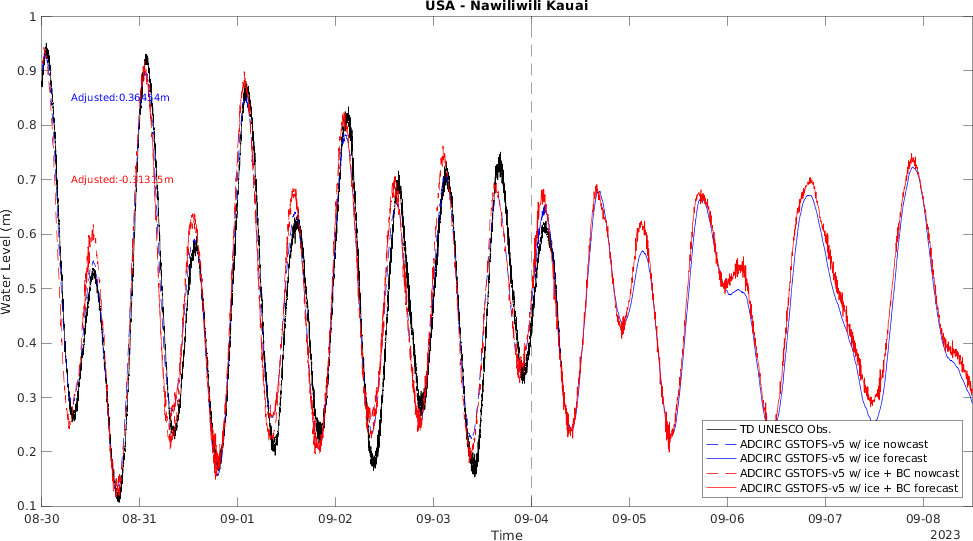 USA - Nawiliwili Kauai
1
0.9
0.8
0.7
0.6
0.5
0.4
0.3
0.2
0.1
Water Level (m)
Adjusted:0.36454m
Adjusted:-0.31315m
TD UNESCO Obs.
ADCIRC GSTOFS-v5 w/ ice nowcast
ADCIRC GSTOFS-v5 w/ ice forecast
ADCIRC GSTOFS-v5 w/ ice + BC nowcast
ADCIRC GSTOFS-v5 w/ ice + BC forecast
08-30 08-31 09-01 09-02 09-03 09-04 09-05 09-06 09-07 09-08
Time
2023